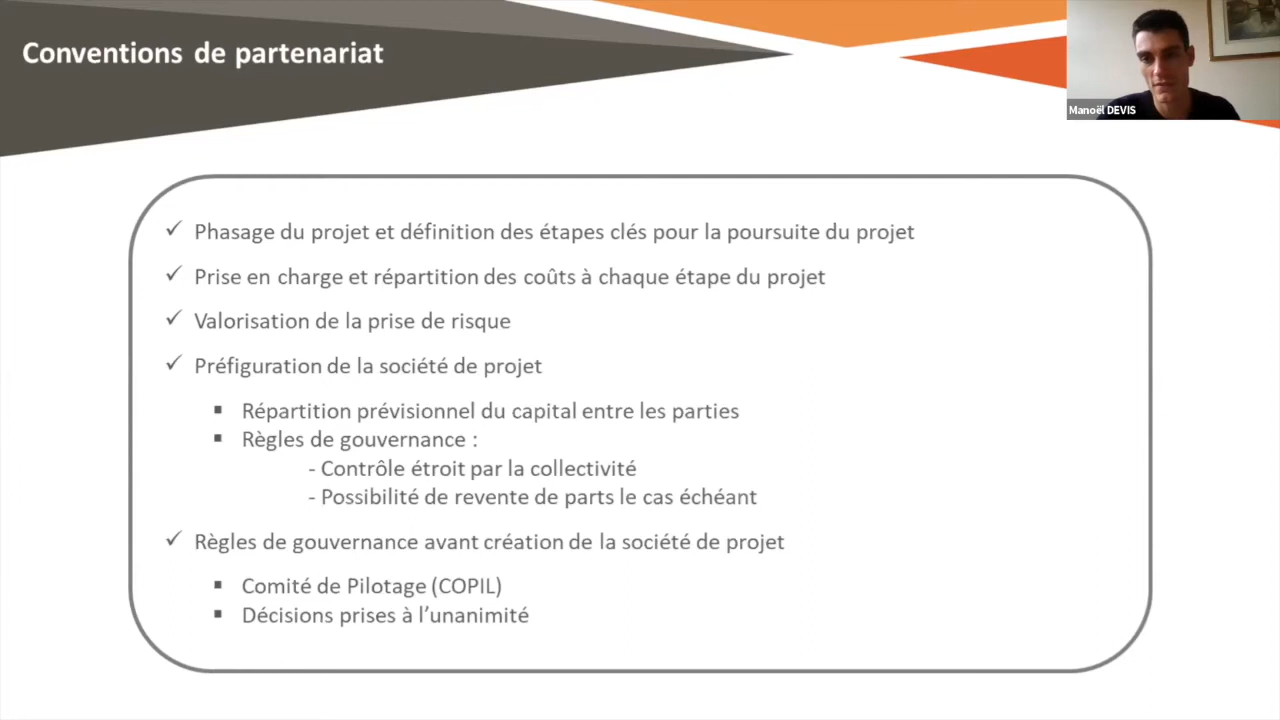 Conventions de partenariat
Manoël DEVIS
✓ Phasage du projet et définition des étapes clés pour la poursuite du projet
✓ Prise en charge et répartition des coûts à chaque étape du projet
✓ Valorisation de la prise de risque
✓ Préfiguration de la société de projet
▪ Répartition prévisionnel du capital entre les parties
▪ Règles de gouvernance :
- Contrôle étroit par la collectivité
- Possibilité de revente de parts le cas échéant
✓ Règles de gouvernance avant création de la société de projet
▪ Comité de Pilotage (COPIL)
▪ Décisions prises à l’unanimité